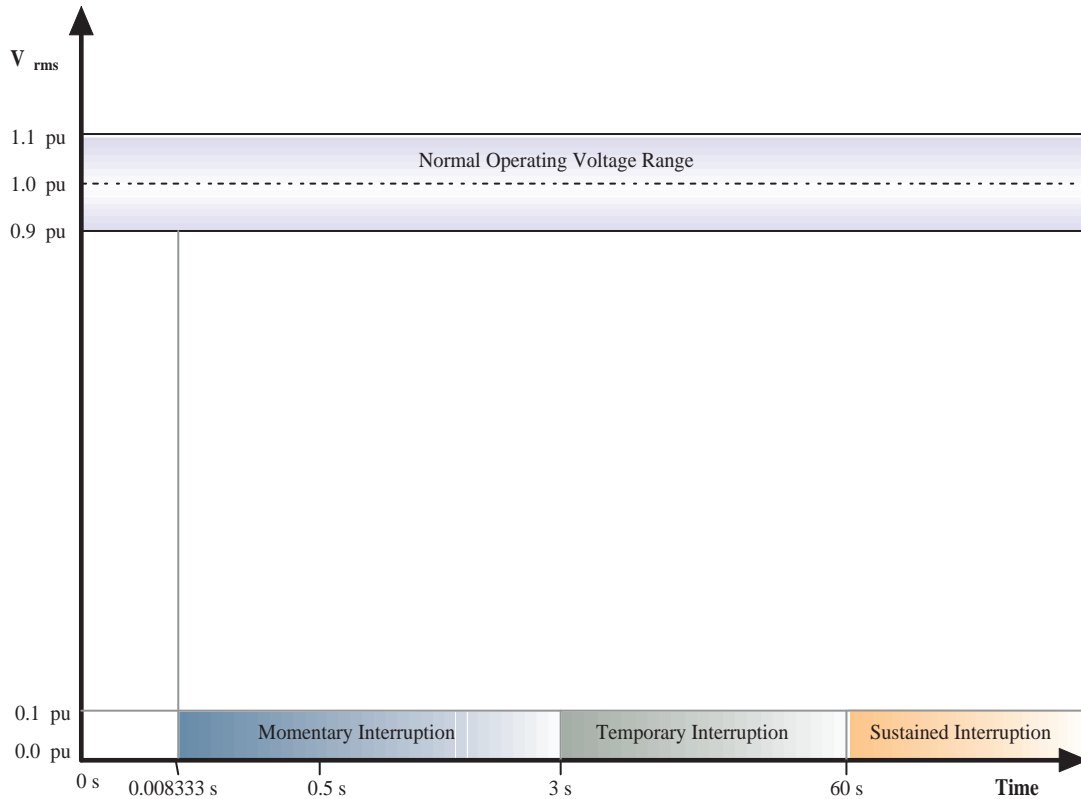 V rms
1.1 pu
Normal Operating Voltage Range
1.0 pu
0.9 pu
0.1 pu
Momentary Interruption
Temporary Interruption
Sustained Interruption
0.0 pu
0 s
0.008333 s
0.5 s
3 s
60 s
Time